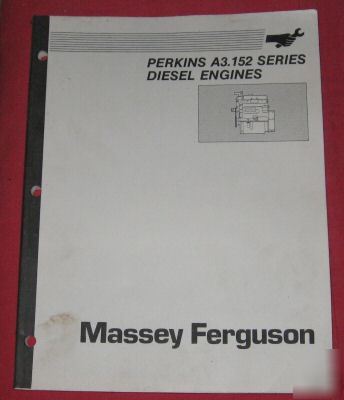 PERKINS A3.152 SERIES
DIESEL ENGINES
Massey Ferguson